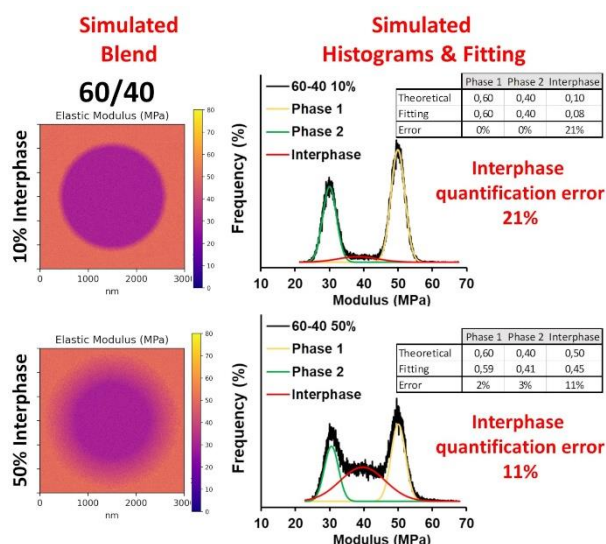 Simulated
Blend
Simulated
Histograms & Fitting
60/40
10% Interphase
Elastic Modulus (MPa)
80
70
60
50
40
30
20
10
0
0 1000 2000 3000
nm
Frequency (%)
60-40 10%
Phase 1
Phase 2
Interphase
10 20 30 40 50 60 70
Modulus (MPa)
Phase 1 Phase 2 Interphase
Theoretical 0,60 0,40 0,10
Fitting 0,60 0,40 0,08
Error 0% 0% 21%
Interphase
quantification error
21%
50% Interphase
Elastic Modulus (MPa)
80
70
60
50
40
30
20
10
0
0 1000 2000 3000
nm
Frequency (%)
60-40 50%
Phase 1
Phase 2
Interphase
10 20 30 40 50 60 70
Modulus (MPa)
Phase 1 Phase 2 Interphase
Theoretical 0,60 0,40 0,50
Fitting 0,59 0,41 0,45
Error 2% 3% 11%
Interphase
quantification error
11%